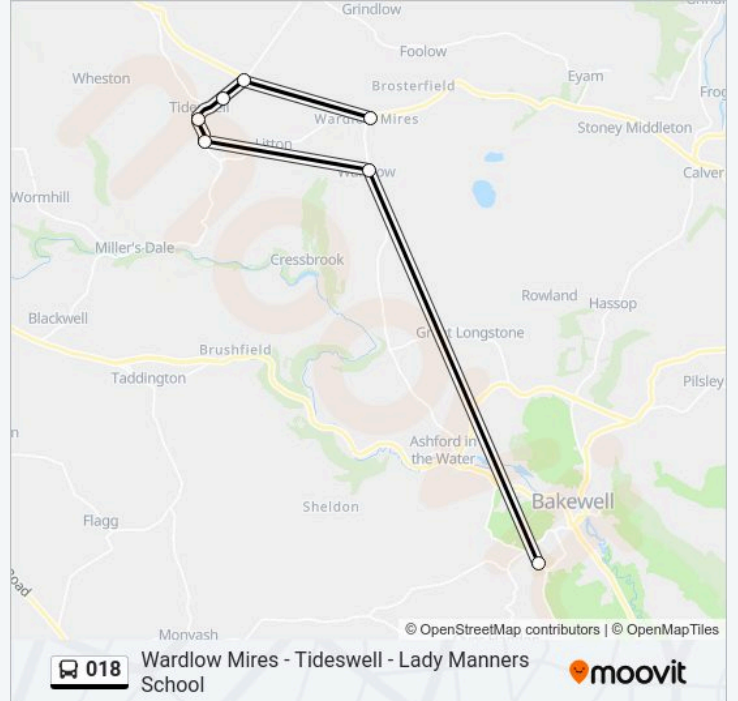 Grindlow
Foolow
Wheston
Eyam
Brosterfield
Wardlow Mires
Stoney Middleton
Litton
Calver
Wormhill
Miller's-Dale
Cressbrook
Rowland
Hassop
Blackwell
Great Longstone
Brushfield
Taddington
Pilsley
Ashford in
the Water
Sheldon
Bakewell
Flagg
Monyash
© OpenStreetMap contributors | © OpenMapTiles
018
Wardlow Mires - Tideswell - Lady Manners
School
moovit